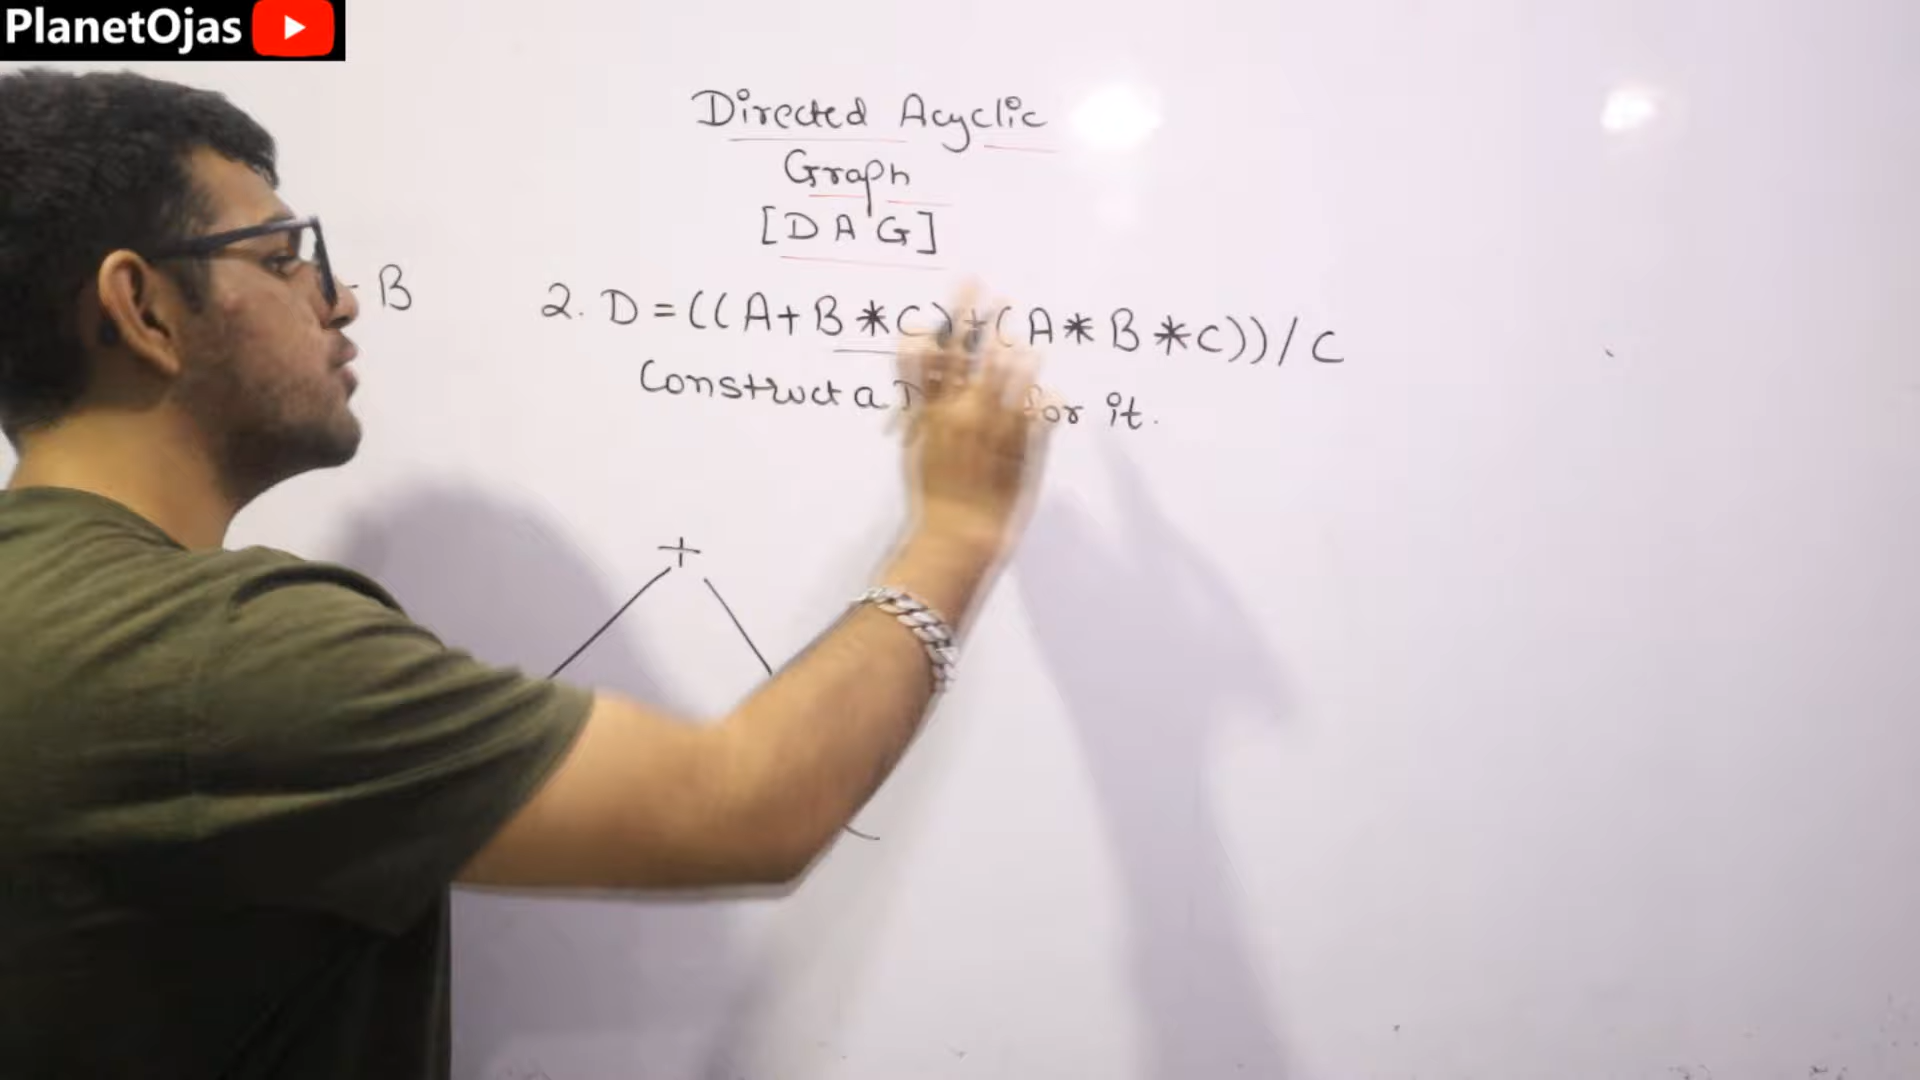 PlanetOjas
Directed Acyclic
Graph
[DAG]
B
2. D = ((A+B*C)+(A*B*C))/C
Construct a for it.
+